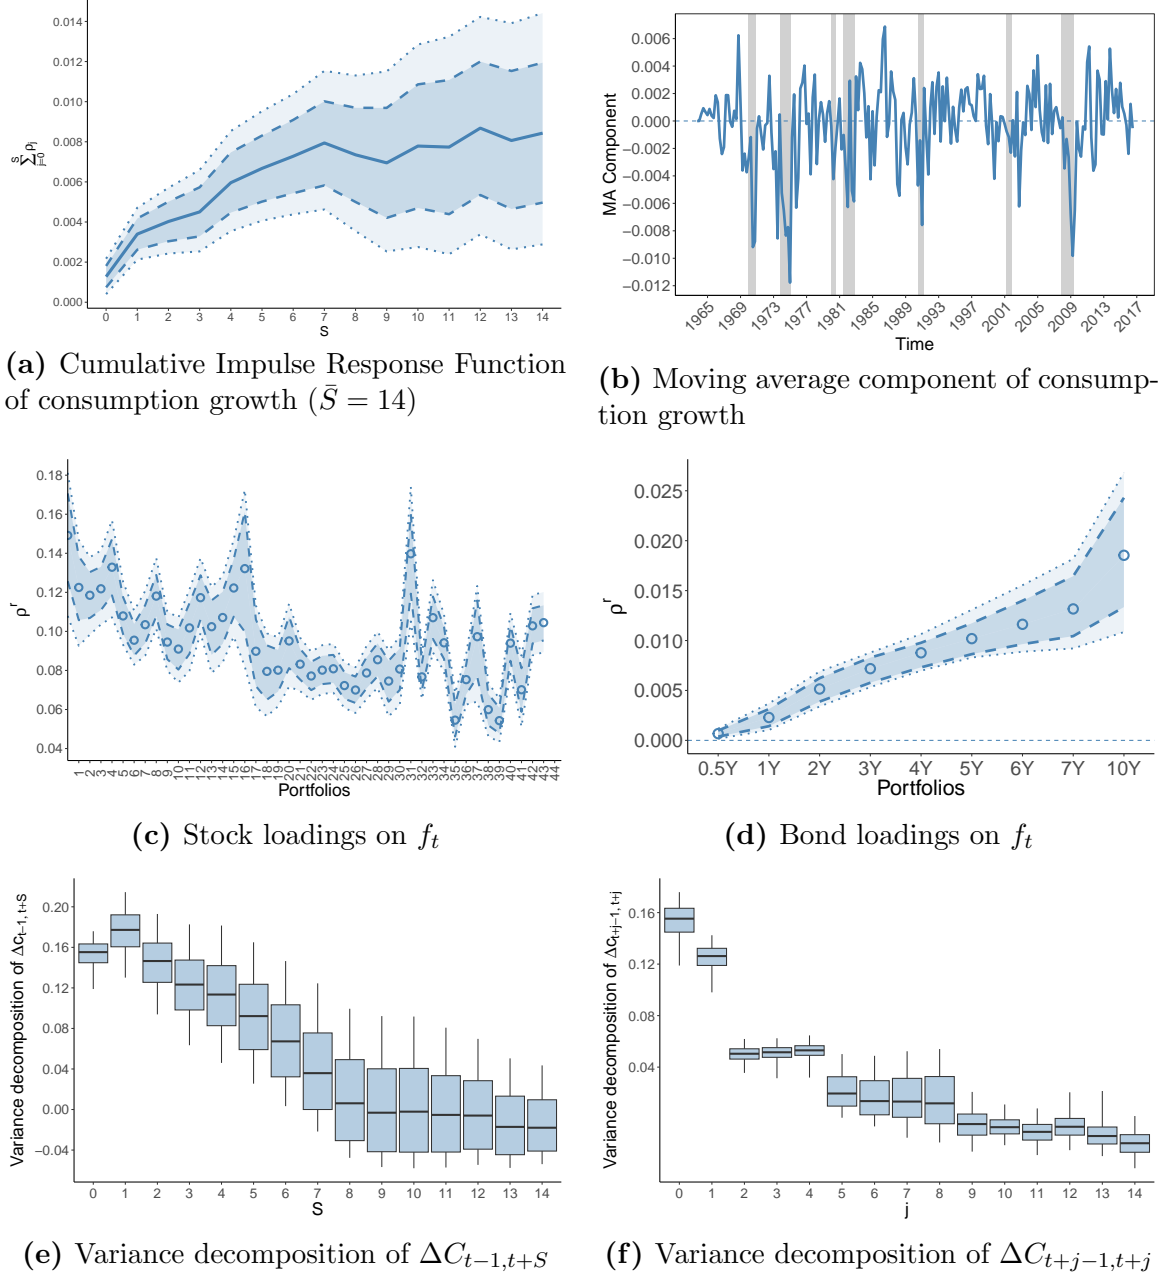 0.014
0.012
0.010
0.008
0.006
0.004
0.002
0.000
S
Σ ρj
j=0
0 1 2 3 4 5 6 7 8 9 10 11 12 13 14
S
(a) Cumulative Impulse Response Function
of consumption growth (S̄ = 14)
0.006
0.004
0.002
0.000
−0.002
−0.004
−0.006
−0.008
−0.010
−0.012
MA Component
1965 1969 1973 1977 1981 1985 1989 1993 1997 2001 2005 2009 2013 2017
Time
(b) Moving average component of consump-
tion growth
0.18
0.16
0.14
0.12
0.10
0.08
0.06
0.04
ρ^r
1 2 3 4 5 6 7 8 9 10 11 12 13 14 15 16 17 18 19 20 21 22 23 24 25 26 27 28 29 30 31 32 33 34 35 36 37 38 39 40 41 42 43 44
Portfolios
(c) Stock loadings on f_t
0.025
0.020
0.015
0.010
0.005
0.000
ρ^r
0.5Y 1Y 2Y 3Y 4Y 5Y 6Y 7Y 10Y
Portfolios
(d) Bond loadings on f_t
0.20
0.16
0.12
0.08
0.04
0.00
−0.04
Variance decomposition of Δc_{t−1, t+S}
0 1 2 3 4 5 6 7 8 9 10 11 12 13 14
S
(e) Variance decomposition of ΔC_{t−1,t+S}
0.16
0.12
0.08
0.04
Variance decomposition of Δc_{t+j−1, t+j}
0 1 2 3 4 5 6 7 8 9 10 11 12 13 14
j
(f) Variance decomposition of ΔC_{t+j−1,t+j}